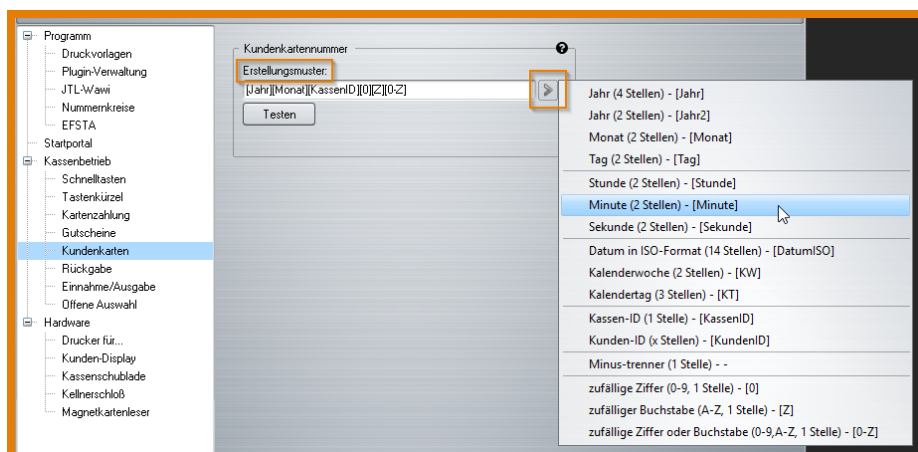 Programm
Druckvorlagen
Plugin-Verwaltung
JTL-Wawi
Nummernkreise
EFSTA
Startportal
Kassenbetrieb
Schnelltasten
Tastenkürzel
Kartenzahlung
Gutscheine
Kundenkarten
Rückgabe
Einnahme/Ausgabe
Offene Auswahl
Hardware
Drucker für...
Kunden-Display
Kassenschublade
Kellnerschloß
Magnetkartenleser
Kundenkartennummer
?
Erstellungsmuster:
[Jahr][Monat][KassenID][0][Z][0-Z]
Testen
Jahr (4 Stellen) - [Jahr]
Jahr (2 Stellen) - [Jahr2]
Monat (2 Stellen) - [Monat]
Tag (2 Stellen) - [Tag]
Stunde (2 Stellen) - [Stunde]
Minute (2 Stellen) - [Minute]
Sekunde (2 Stellen) - [Sekunde]
Datum in ISO-Format (14 Stellen) - [DatumISO]
Kalenderwoche (2 Stellen) - [KW]
Kalendertag (3 Stellen) - [KT]
Kassen-ID (1 Stelle) - [KassenID]
Kunden-ID (x Stellen) - [KundenID]
Minus-trenner (1 Stelle) - -
zufällige Ziffer (0-9, 1 Stelle) - [0]
zufälliger Buchstabe (A-Z, 1 Stelle) - [Z]
zufällige Ziffer oder Buchstabe (0-9,A-Z, 1 Stelle) - [0-Z]